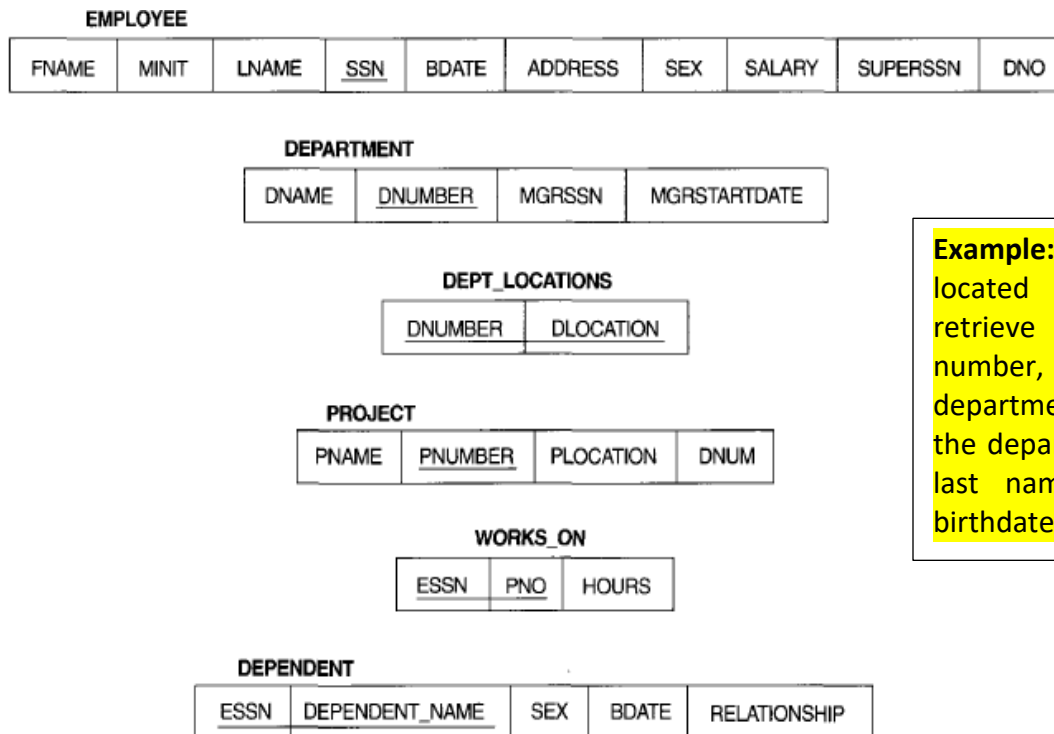 EMPLOYEE
FNAME MINIT LNAME SSN BDATE ADDRESS SEX SALARY SUPERSSN DNO
DEPARTMENT
DNAME DNUMBER MGRSSN MGRSTARTDATE
DEPT_LOCATIONS
DNUMBER DLOCATION
PROJECT
PNAME PNUMBER PLOCATION DNUM
WORKS_ON
ESSN PNO HOURS
DEPENDENT
ESSN DEPENDENT_NAME SEX BDATE RELATIONSHIP
Example:
located
retrieve
number,
departme
the depa
last nam
birthdate